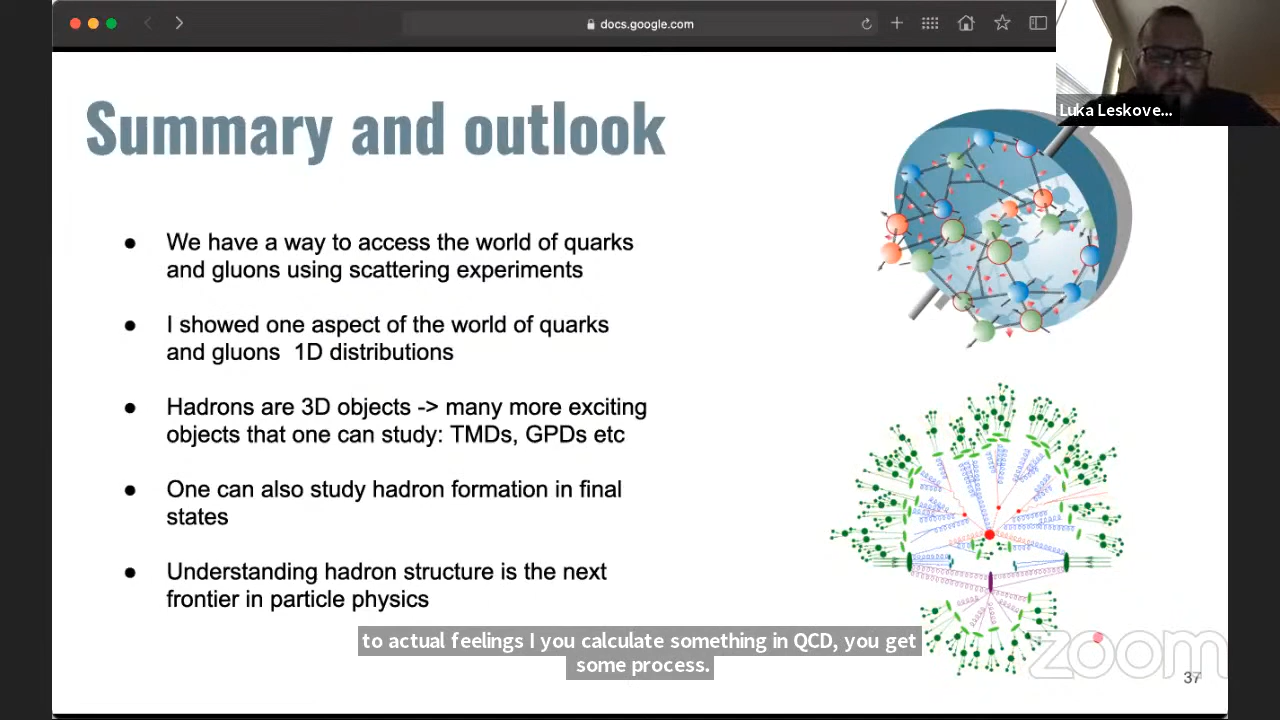 docs.google.com
Luka Leskove...
Summary and outlook
● We have a way to access the world of quarks
and gluons using scattering experiments
● I showed one aspect of the world of quarks
and gluons 1D distributions
● Hadrons are 3D objects -> many more exciting
objects that one can study: TMDs, GPDs etc
● One can also study hadron formation in final
states
● Understanding hadron structure is the next
frontier in particle physics
to actual feelings I you calculate something in QCD, you get
some process.
zoom
37